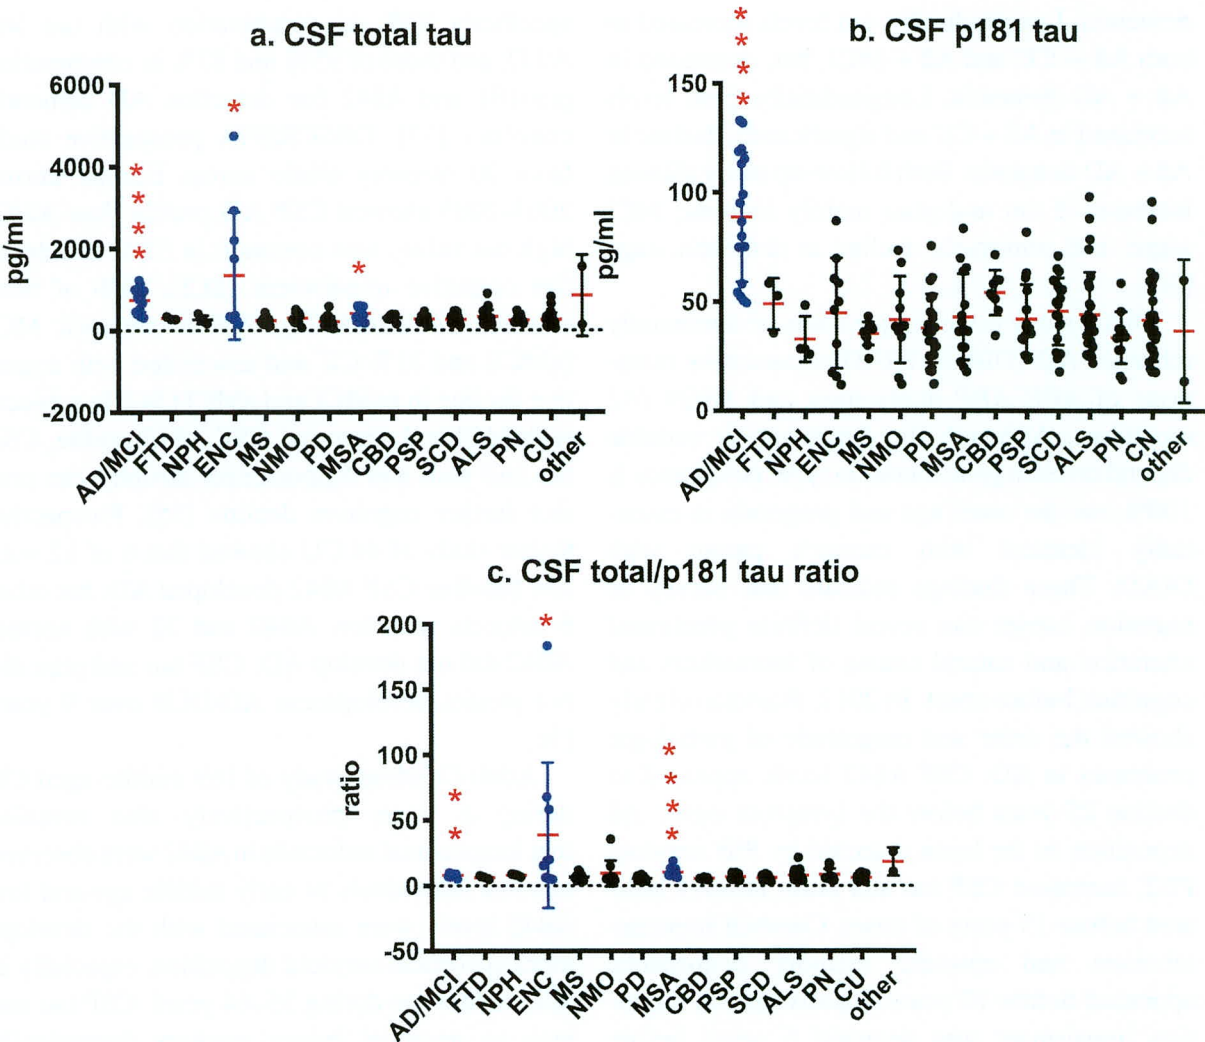 a. CSF total tau
pg/ml
6000
4000
2000
0
-2000
*
*
*
*
*
*
AD/MCI
FTD
NPH
ENC
MS
NMO
PD
MSA
CBD
PSP
SCD
ALS
PN
CU
other
b. CSF p181 tau
pg/ml
150
100
50
0
*
*
*
*
AD/MCI
FTD
NPH
ENC
MS
NMO
PD
MSA
CBD
PSP
SCD
ALS
PN
CN
other
c. CSF total/p181 tau ratio
ratio
200
150
100
50
0
-50
*
*
*
*
*
*
*
AD/MCI
FTD
NPH
ENC
MS
NMO
PD
MSA
CBD
PSP
SCD
ALS
PN
CU
other